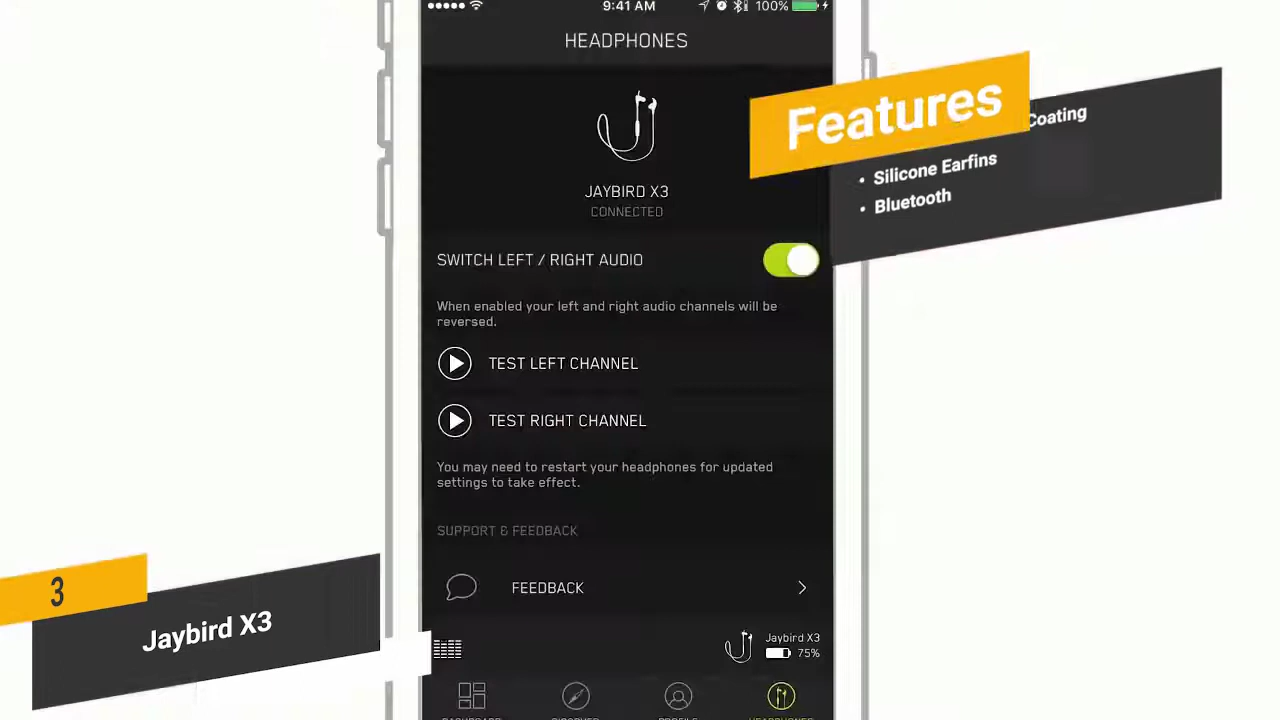 9:41 AM
100%
HEADPHONES
Features
Coating
• Silicone Earfins
• Bluetooth
JAYBIRD X3
CONNECTED
SWITCH LEFT / RIGHT AUDIO
When enabled your left and right audio channels will be
reversed.
TEST LEFT CHANNEL
TEST RIGHT CHANNEL
You may need to restart your headphones for updated
settings to take effect.
SUPPORT & FEEDBACK
FEEDBACK
3
Jaybird X3
Jaybird X3
75%